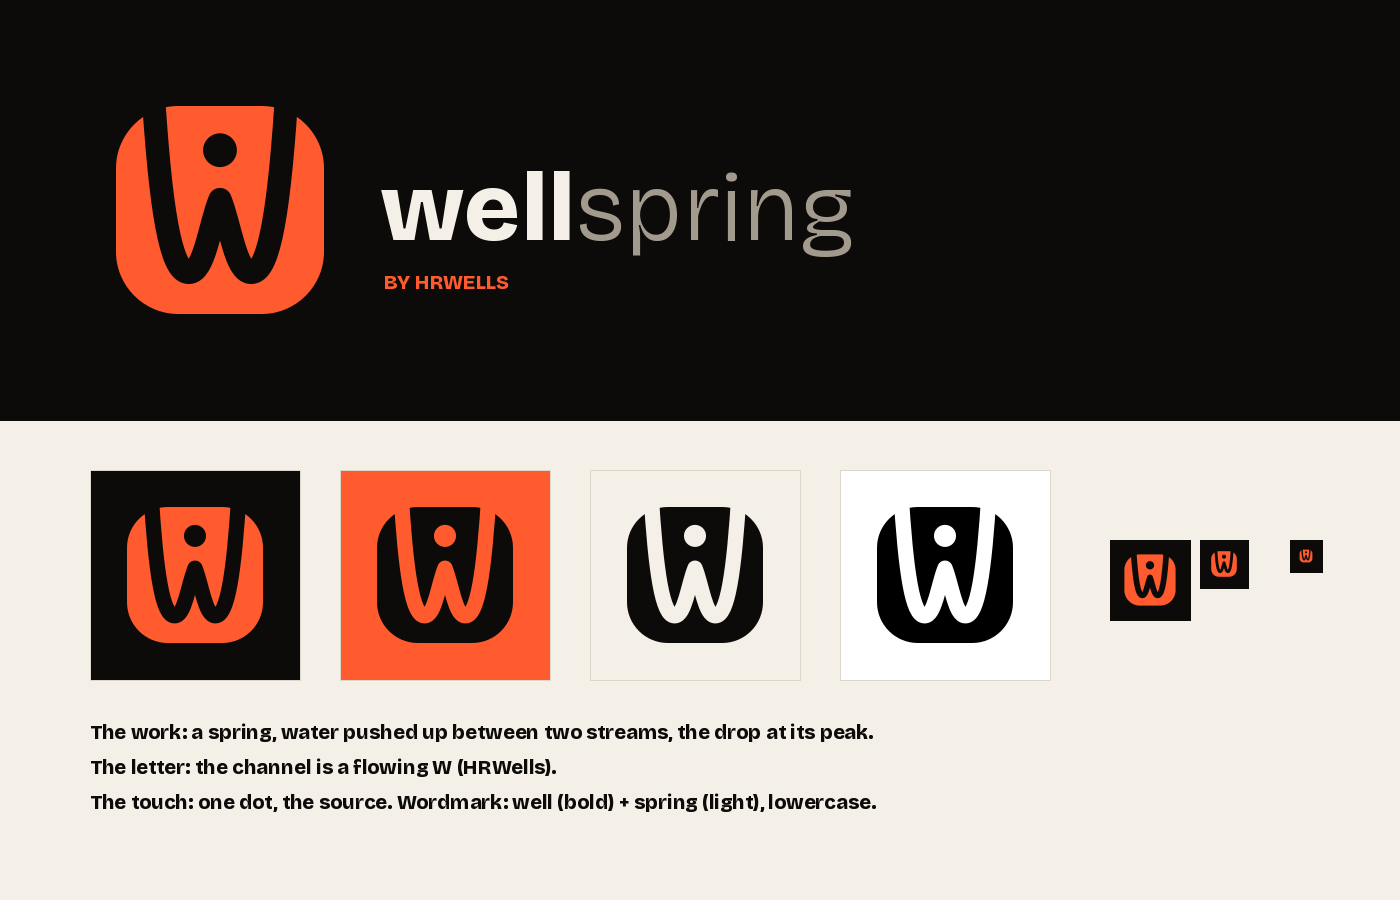 wellspring
BY HRWELLS
The work: a spring, water pushed up between two streams, the drop at its peak.
The letter: the channel is a flowing W (HRWells).
The touch: one dot, the source. Wordmark: well (bold) + spring (light), lowercase.